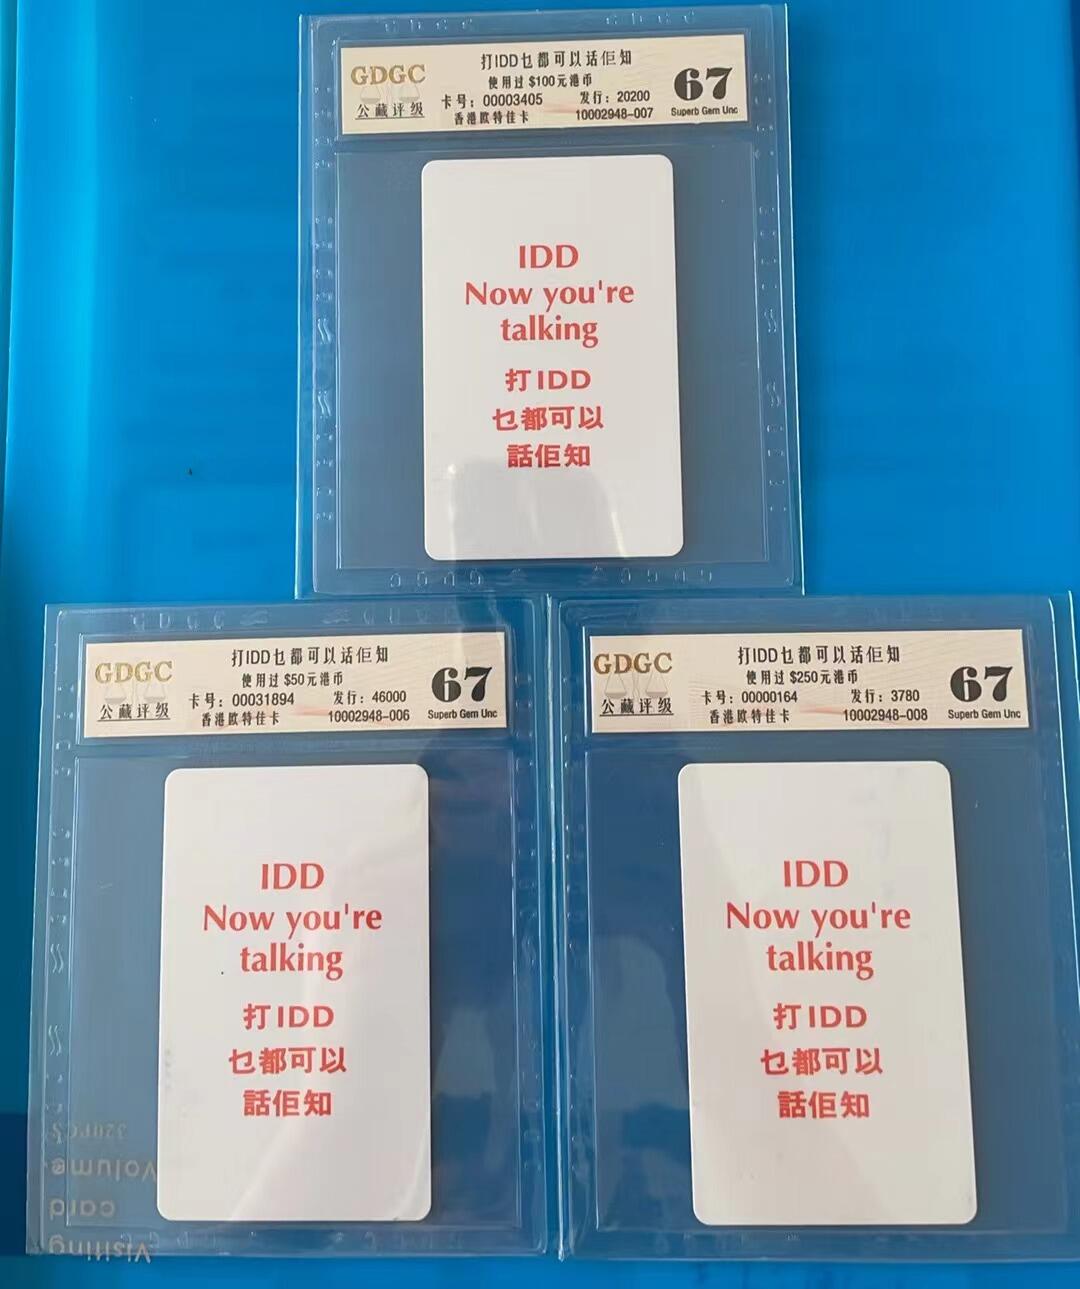 GDGC
公藏评级
打IDD乜都可以话佢知
使用过 $100元港币
卡号：00003405 发行：20200
香港欧特佳卡 10002948-007
67
Superb Gem Unc
IDD
Now you're
talking
打IDD
乜都可以
話佢知
GDGC
公藏评级
打IDD乜都可以话佢知
使用过 $50元港币
卡号：00031894 发行：46000
香港欧特佳卡 10002948-006
67
Superb Gem Unc
IDD
Now you're
talking
打IDD
乜都可以
話佢知
GDGC
公藏评级
打IDD乜都可以话佢知
使用过 $250元港币
卡号：00000164 发行：3780
香港欧特佳卡 10002948-008
67
Superb Gem Unc
IDD
Now you're
talking
打IDD
乜都可以
話佢知
Visiting
card
Volume
320PCS